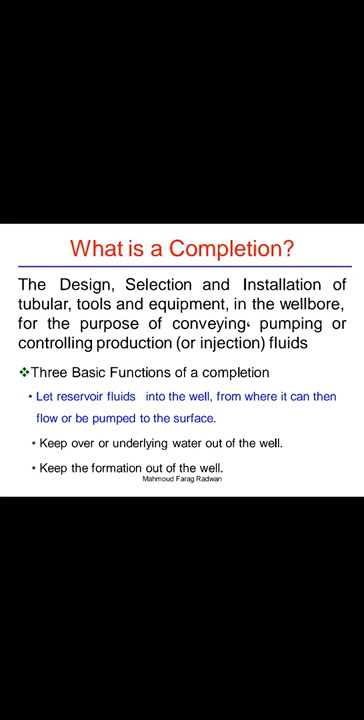 What is a Completion?
The Design, Selection and Installation of
tubular, tools and equipment, in the wellbore,
for the purpose of conveying, pumping or
controlling production (or injection) fluids
❖Three Basic Functions of a completion
• Let reservoir fluids into the well, from where it can then
flow or be pumped to the surface.
• Keep over or underlying water out of the well.
• Keep the formation out of the well.
Mahmoud Farag Radwan